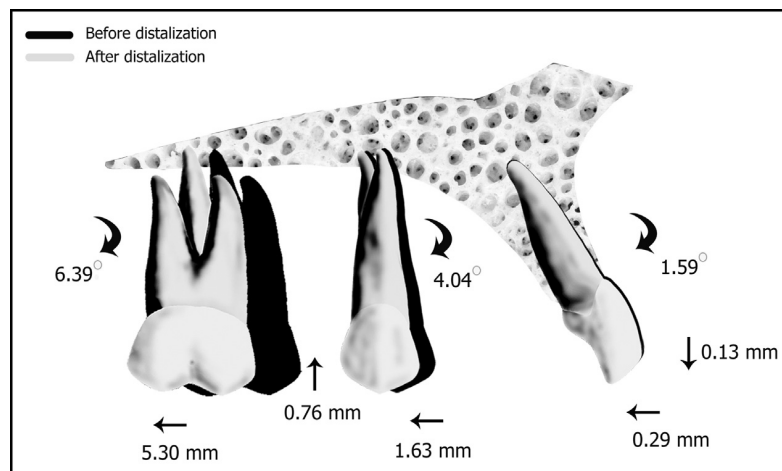 Before distalization
After distalization
6.39°
4.04°
1.59°
0.13 mm
0.76 mm
5.30 mm
1.63 mm
0.29 mm